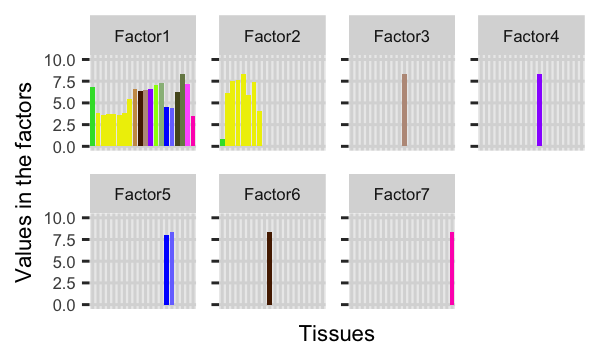 Factor1 Factor2 Factor3 Factor4
10.0
7.5
5.0
2.5
0.0
Factor5 Factor6 Factor7
10.0
7.5
5.0
2.5
0.0
Values in the factors
Tissues